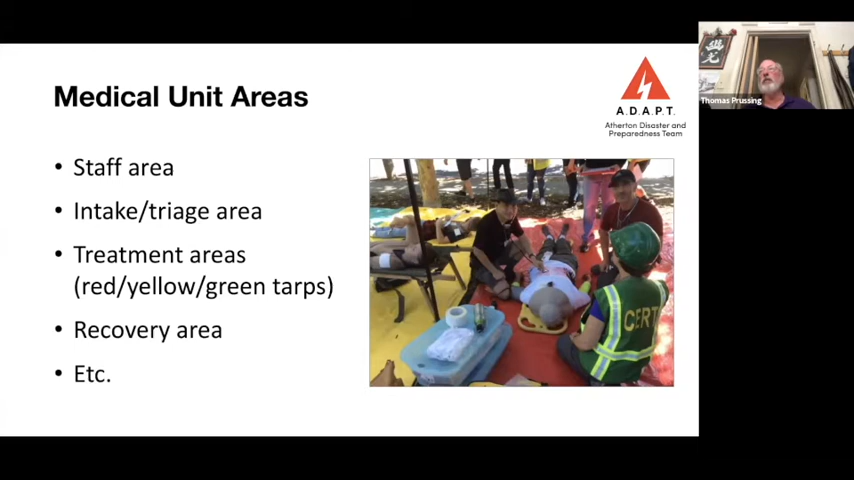 Medical Unit Areas
A.D.A.P.T.
Atherton Disaster and
Preparedness Team
• Staff area
• Intake/triage area
• Treatment areas
(red/yellow/green tarps)
• Recovery area
• Etc.
CERT
Thomas Prussing